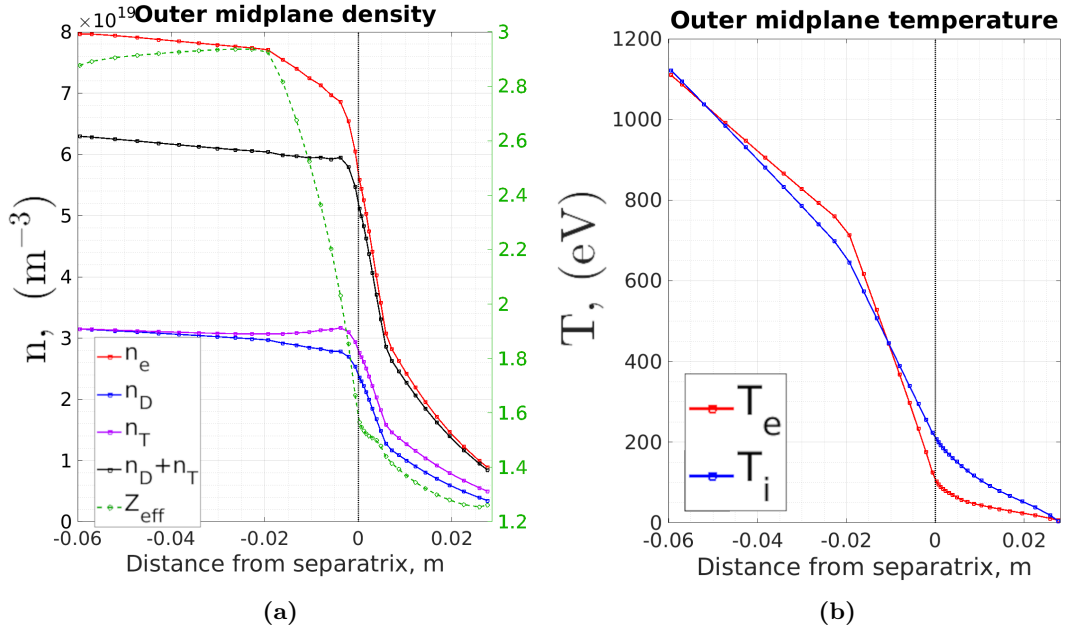 Outer midplane density
×10^19
8
7
6
5
4
3
2
1
0
n, (m^−3)
3
2.8
2.6
2.4
2.2
2
1.8
1.6
1.4
1.2
n_e
n_D
n_T
n_D+n_T
Z_eff
-0.06 -0.04 -0.02 0 0.02
Distance from separatrix, m
(a)
Outer midplane temperature
1200
1000
800
600
400
200
0
T, (eV)
T_e
T_i
-0.06 -0.04 -0.02 0 0.02
Distance from separatrix, m
(b)